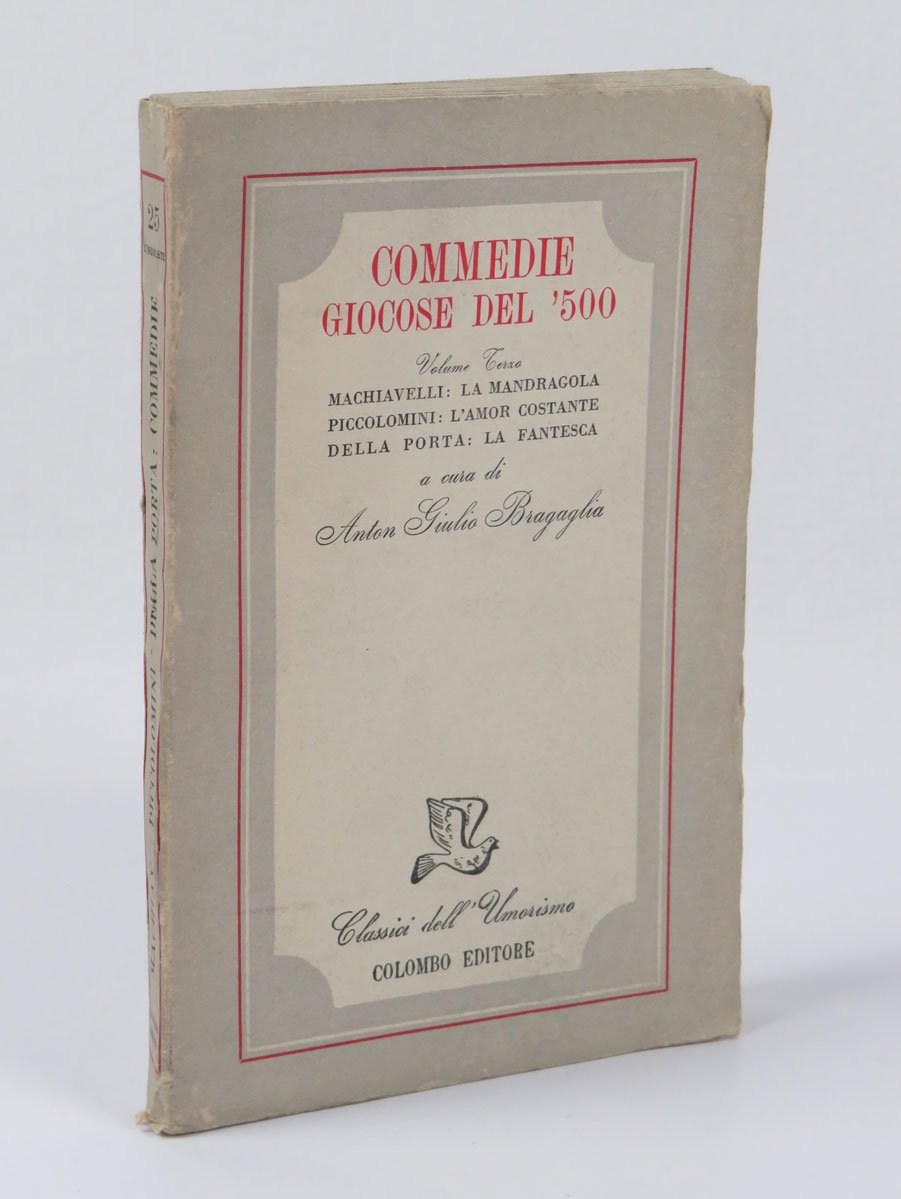 COMMEDIE
GIOCOSE DEL '500
Volume Terzo
MACHIAVELLI: LA MANDRAGOLA
PICCOLOMINI: L'AMOR COSTANTE
DELLA PORTA: LA FANTESCA
a cura di
Anton Giulio Bragaglia
Classici dell'Umorismo
COLOMBO EDITORE
25
PICCOLOMINI - DELLA PORTA: COMMEDIE